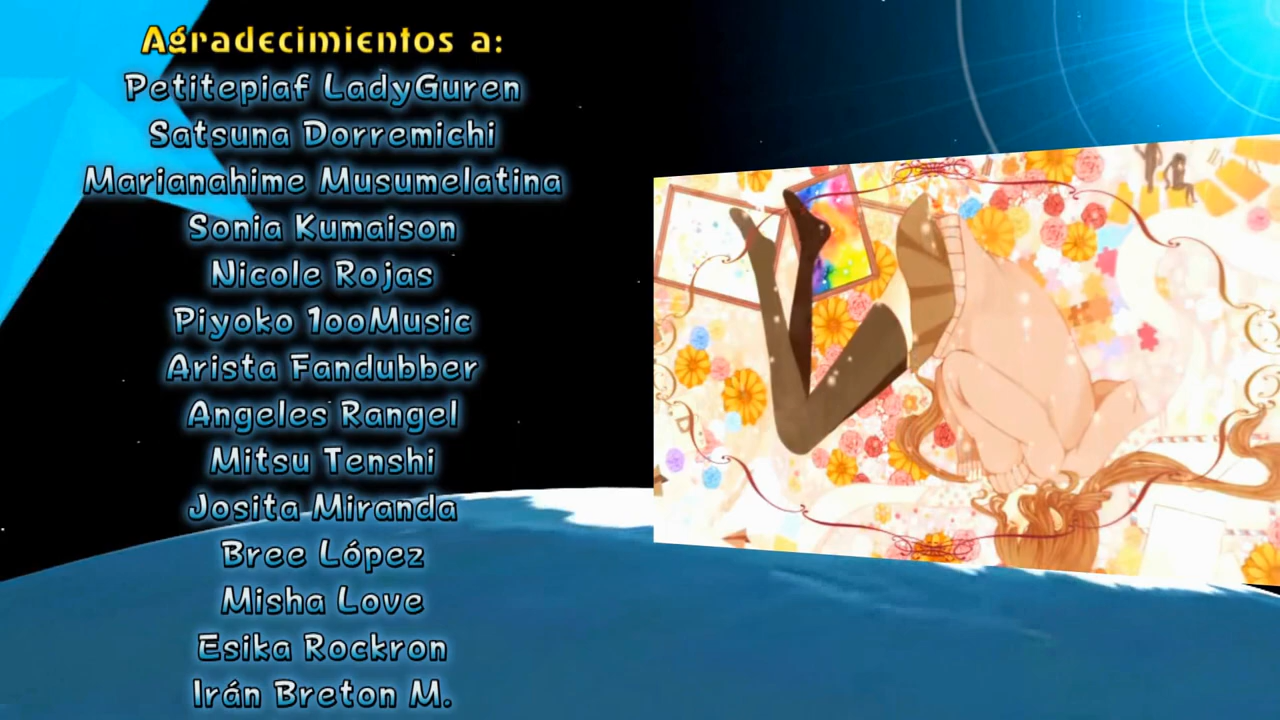 Agradecimientos a:
Petitepiaf LadyGuren
Satsuna Dorremichi
Marianahime Musumelatina
Sonia Kumaison
Nicole Rojas
Piyoko 1ooMusic
Arista Fandubber
Angeles Rangel
Mitsu Tenshi
Josita Miranda
Bree López
Misha Love
Esika Rockron
Irán Breton M.